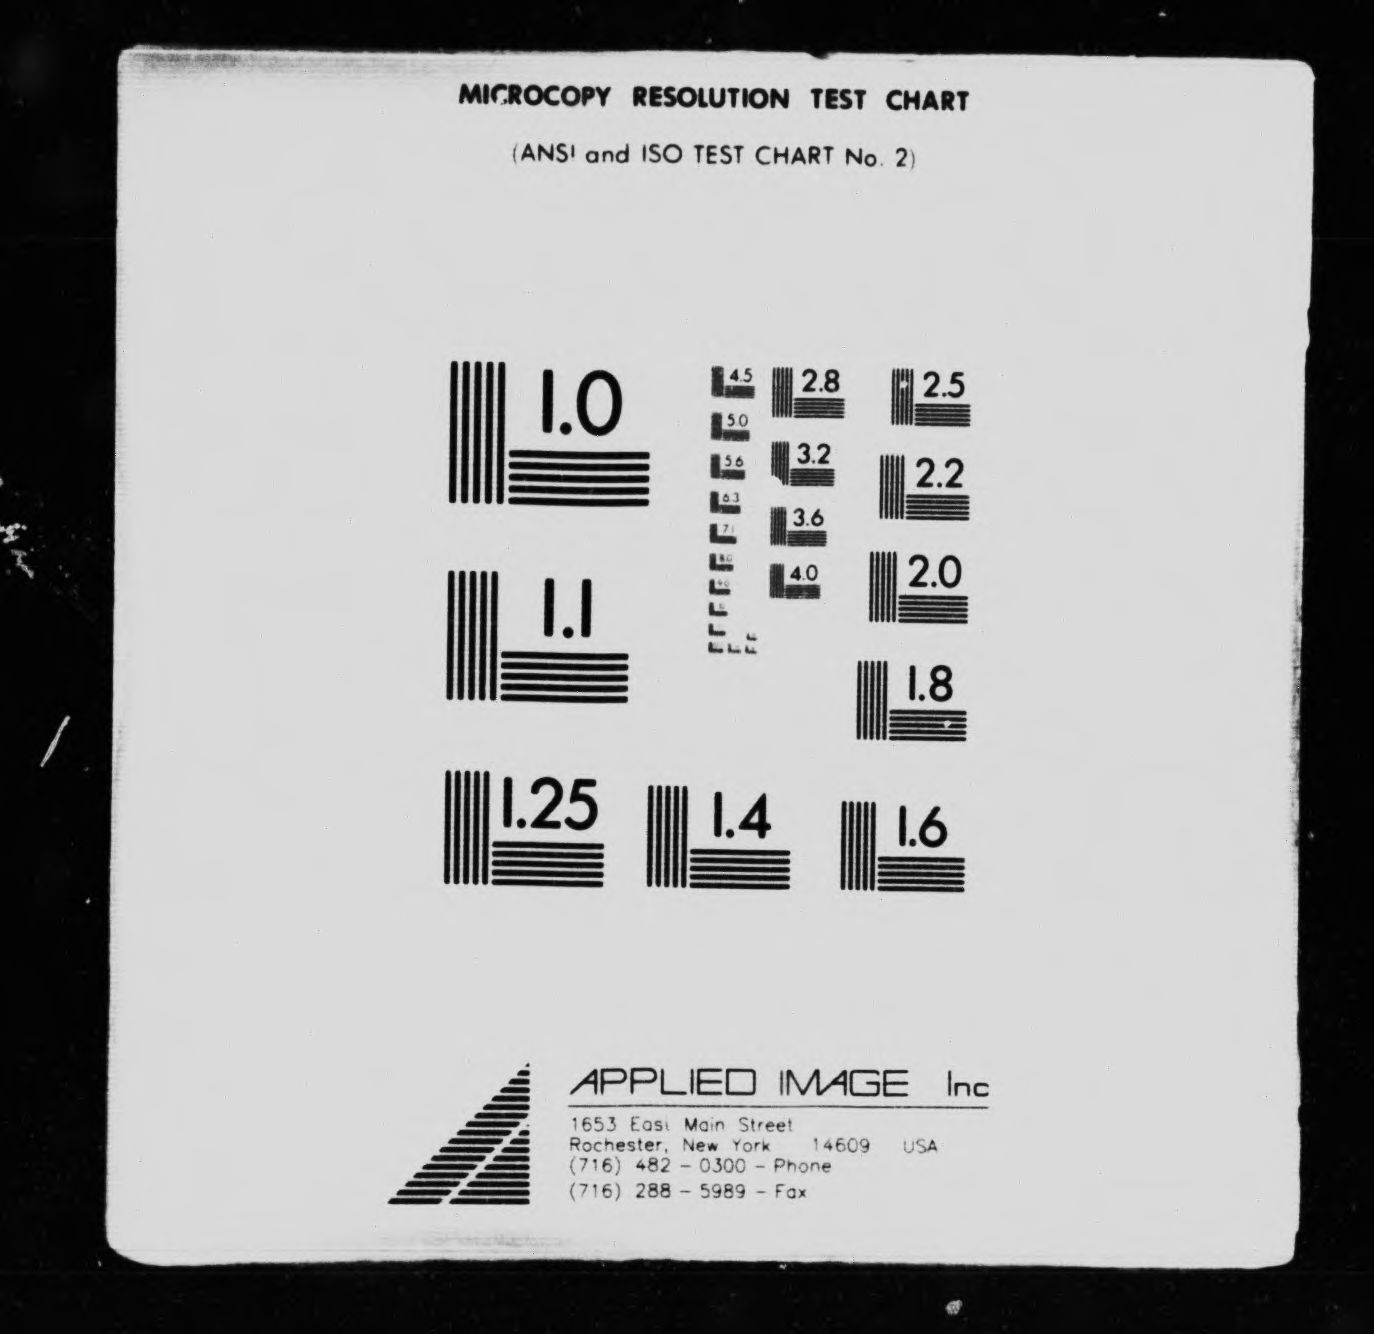 MICROCOPY RESOLUTION TEST CHART
(ANSI and ISO TEST CHART No. 2)
1.0
1.1
1.25
1.4
1.6
1.8
2.0
2.2
2.5
2.8
3.2
3.6
4.0
4.5
5.0
5.6
6.3
7.1
8.0
9.0
APPLIED IMAGE Inc
1653 East Main Street
Rochester, New York 14609 USA
(716) 482 - 0300 - Phone
(716) 288 - 5989 - Fax